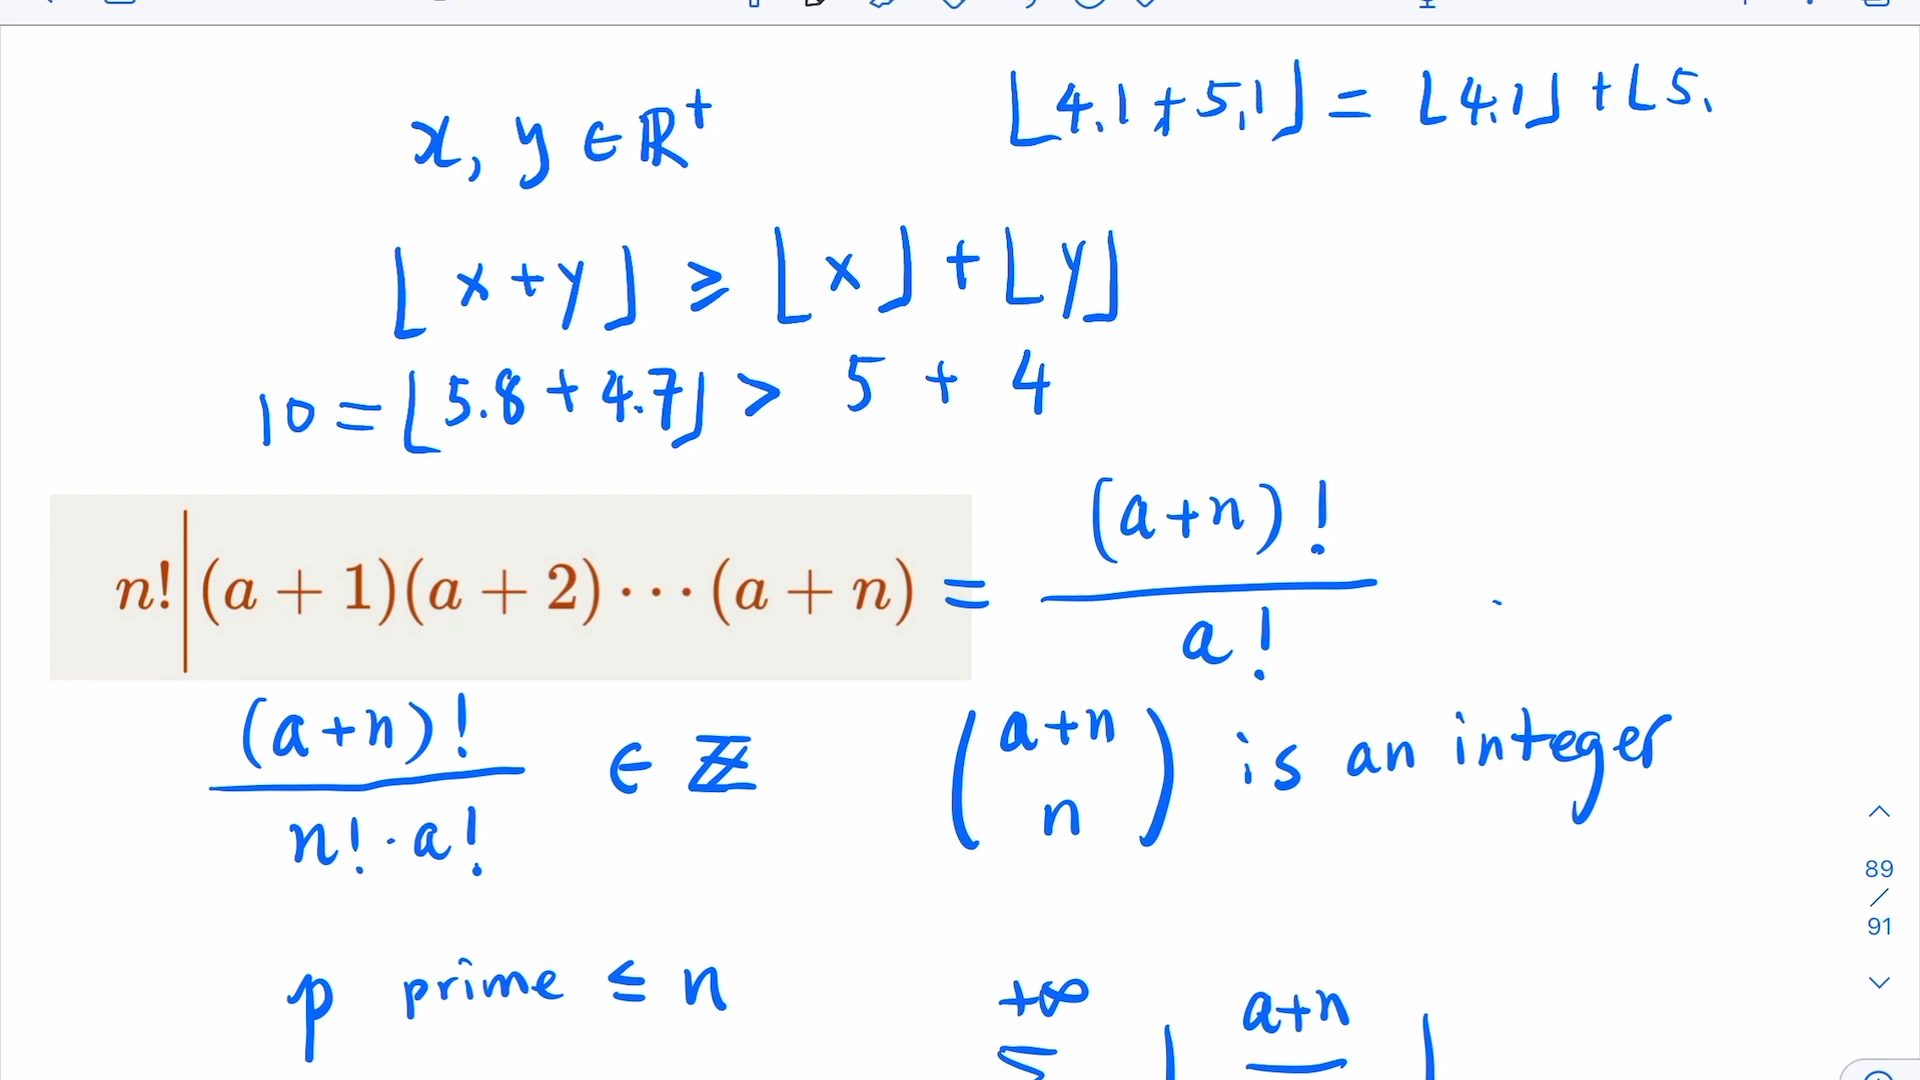 x, y ∈ ℝ⁺
⌊4.1 + 5.1⌋ = ⌊4.1⌋ + ⌊5.
⌊x + y⌋ ≥ ⌊x⌋ + ⌊y⌋
10 = ⌊5.8 + 4.7⌋ > 5 + 4
n! | (a + 1)(a + 2) ⋯ (a + n) = (a+n)! / a!
(a+n)! / n! · a! ∈ ℤ
(a+n n) is an integer
p prime ≤ n
+∞ Σ ⌊ a+n
89
/
91